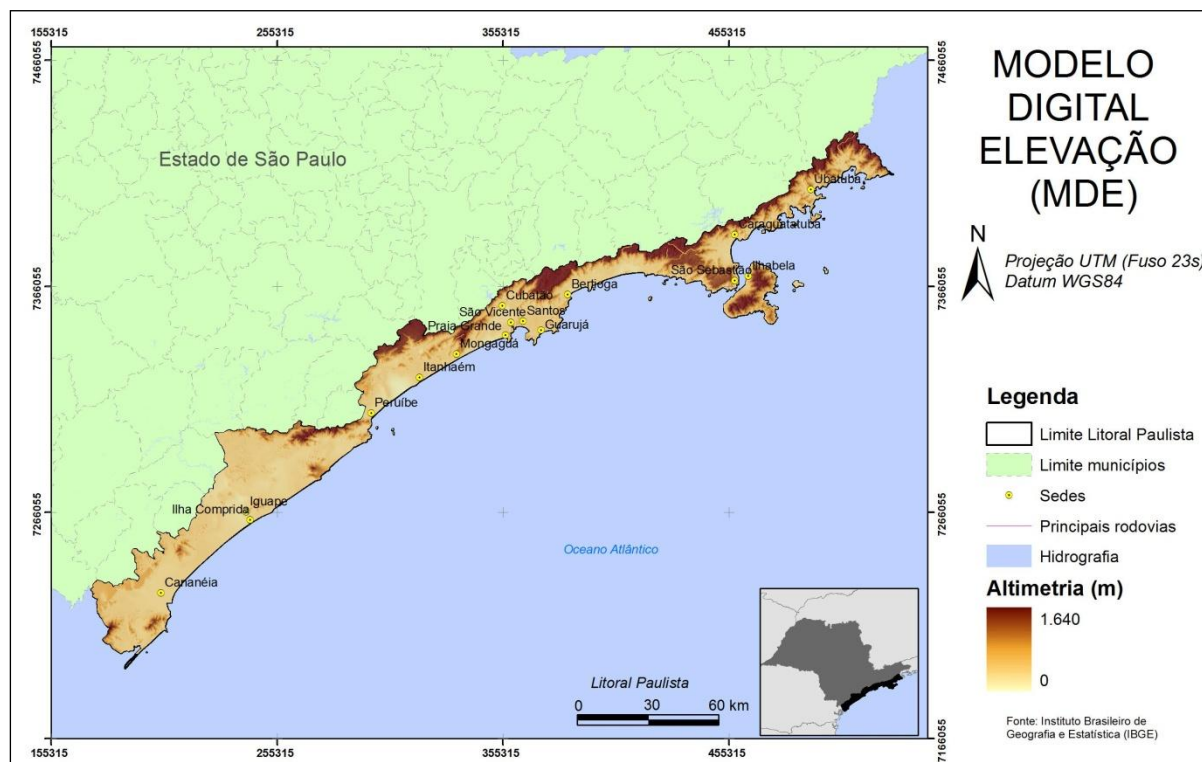 155315 255315 355315 455315
7466055 7466055
7366055 7366055
7266055 7266055
7166055
155315 255315 355315 455315
Estado de São Paulo
Ubatuba
Caraguatatuba
São Sebastião
Ilhabela
Bertioga
Cubatão
São Vicente
Santos
Praia Grande
Guarujá
Mongaguá
Itanhaém
Peruíbe
Ilha Comprida
Iguape
Cananéia
Oceano Atlântico
Litoral Paulista
0 30 60 km
MODELO
DIGITAL
ELEVAÇÃO
(MDE)
N
Projeção UTM (Fuso 23s)
Datum WGS84
Legenda
Limite Litoral Paulista
Limite municípios
Sedes
Principais rodovias
Hidrografia
Altimetria (m)
1.640
0
Fonte: Instituto Brasileiro de
Geografia e Estatística (IBGE)